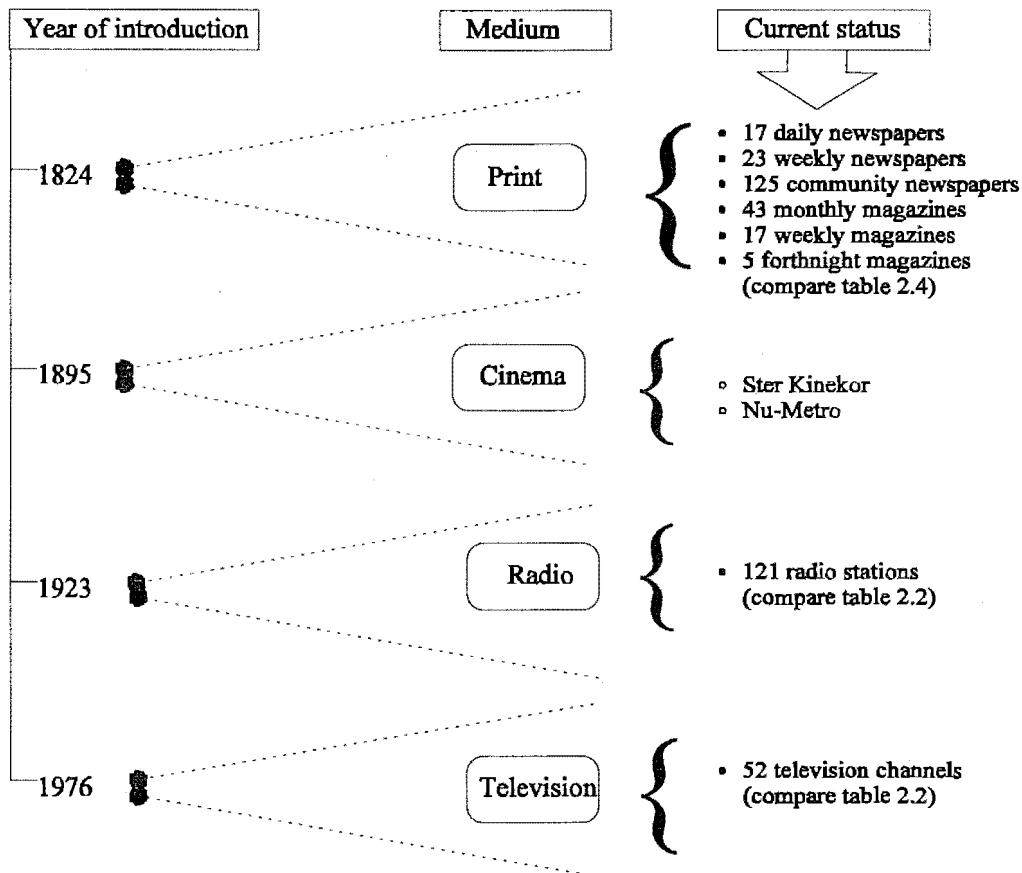 Year of introduction
Medium
Current status
1824
Print
17 daily newspapers
23 weekly newspapers
125 community newspapers
43 monthly magazines
17 weekly magazines
5 forthnight magazines
(compare table 2.4)
1895
Cinema
Ster Kinekor
Nu-Metro
1923
Radio
121 radio stations
(compare table 2.2)
1976
Television
52 television channels
(compare table 2.2)